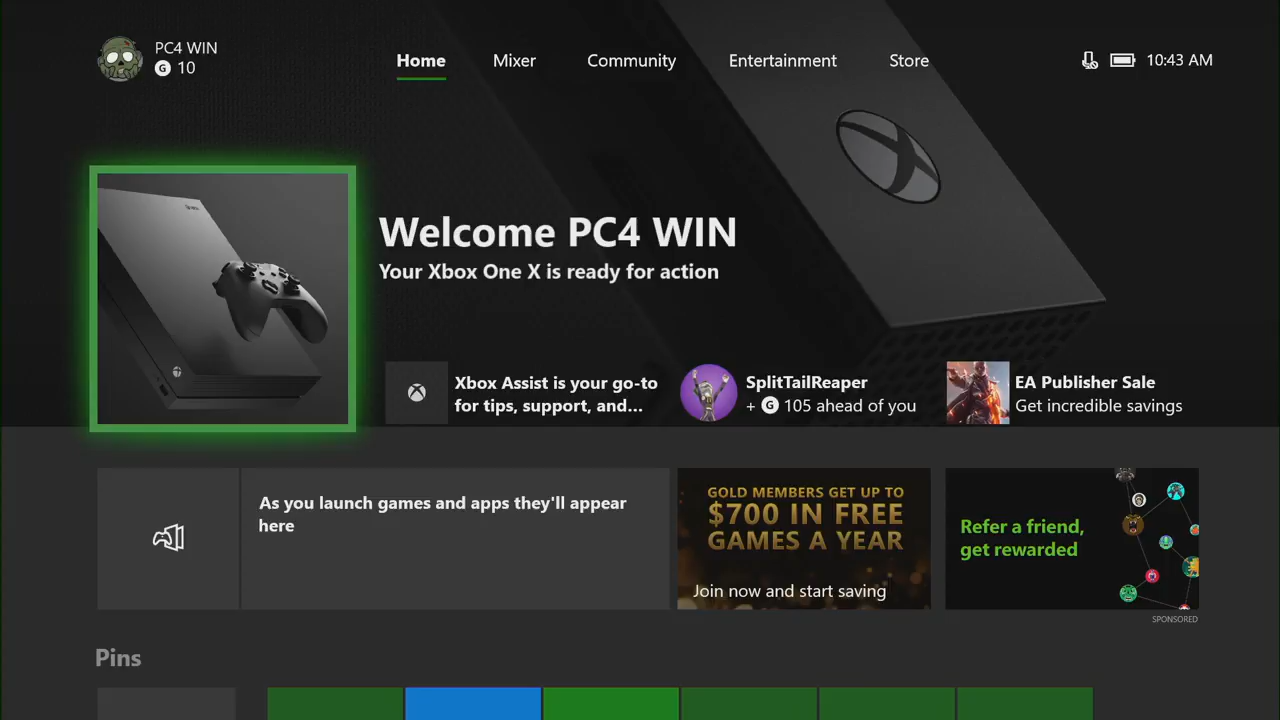 PC4 WIN
G 10
Home
Mixer
Community
Entertainment
Store
10:43 AM
Welcome PC4 WIN
Your Xbox One X is ready for action
Xbox Assist is your go-to
for tips, support, and...
SplitTailReaper
+ G 105 ahead of you
EA Publisher Sale
Get incredible savings
As you launch games and apps they'll appear
here
GOLD MEMBERS GET UP TO
$700 IN FREE
GAMES A YEAR
Join now and start saving
Refer a friend,
get rewarded
SPONSORED
Pins